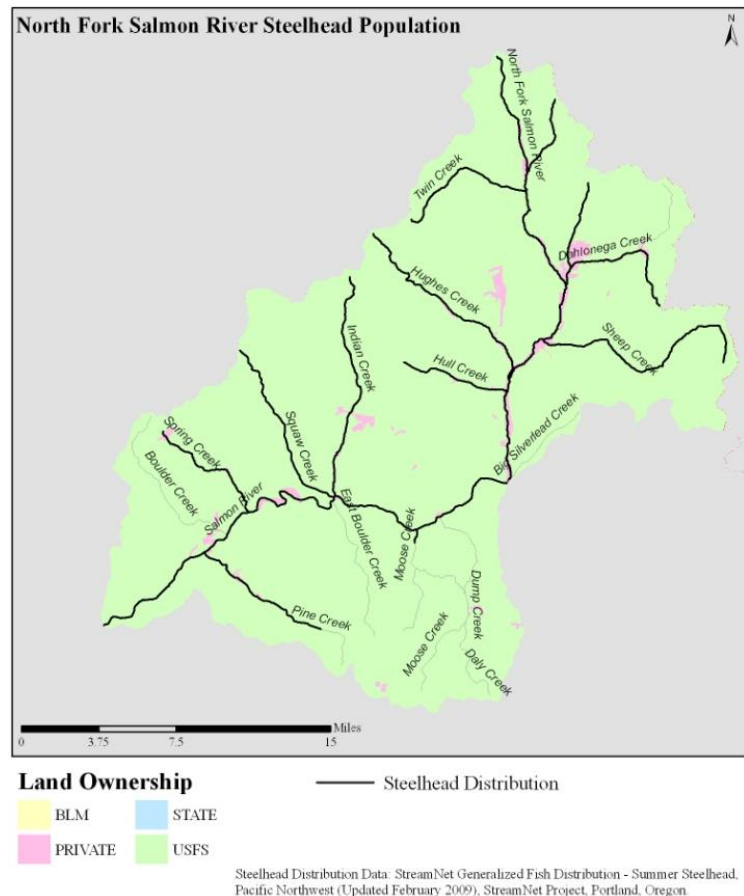 North Fork Salmon River Steelhead Population
N
North Fork Salmon River
Twin Creek
Dahlonega Creek
Hughes Creek
Indian Creek
Sheep Creek
Hull Creek
Squaw Creek
Big Silverlead Creek
Spring Creek
Boulder Creek
Salmon River
East Boulder Creek
Moose Creek
Dump Creek
Pine Creek
Moose Creek
Daly Creek
Miles
0 3.75 7.5 15
Land Ownership
Steelhead Distribution
BLM STATE
PRIVATE USFS
Steelhead Distribution Data: StreamNet Generalized Fish Distribution - Summer Steelhead,
Pacific Northwest (Updated February 2009), StreamNet Project, Portland, Oregon.